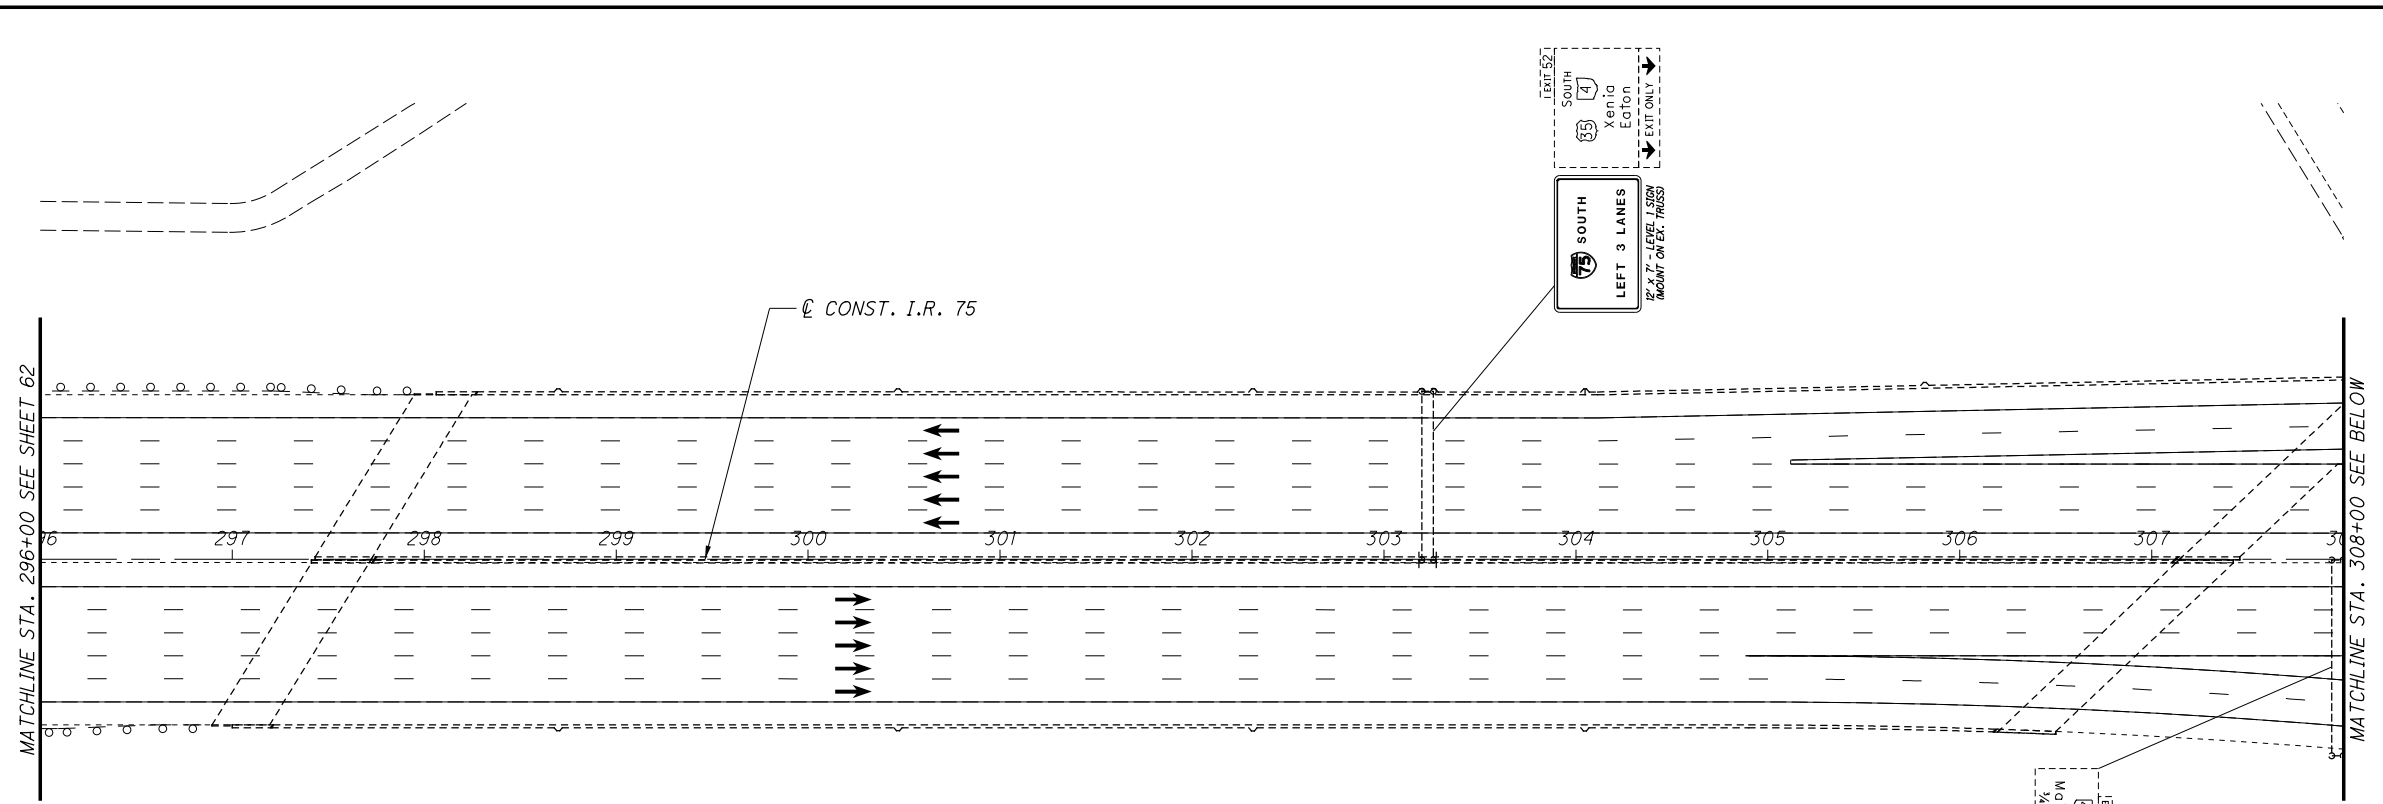 EXIT 52
SOUTH
35 4
Xenia
Eaton
EXIT ONLY
75 SOUTH
LEFT 3 LANES
12' x 7' - LEVEL 1 SIGN
(MOUNT ON EX. TRUSS)
℄ CONST. I.R. 75
MATCHLINE STA. 296+00 SEE SHEET 62
MATCHLINE STA. 308+00 SEE BELOW
297 298 299 300 301 302 303 304 305 306 307